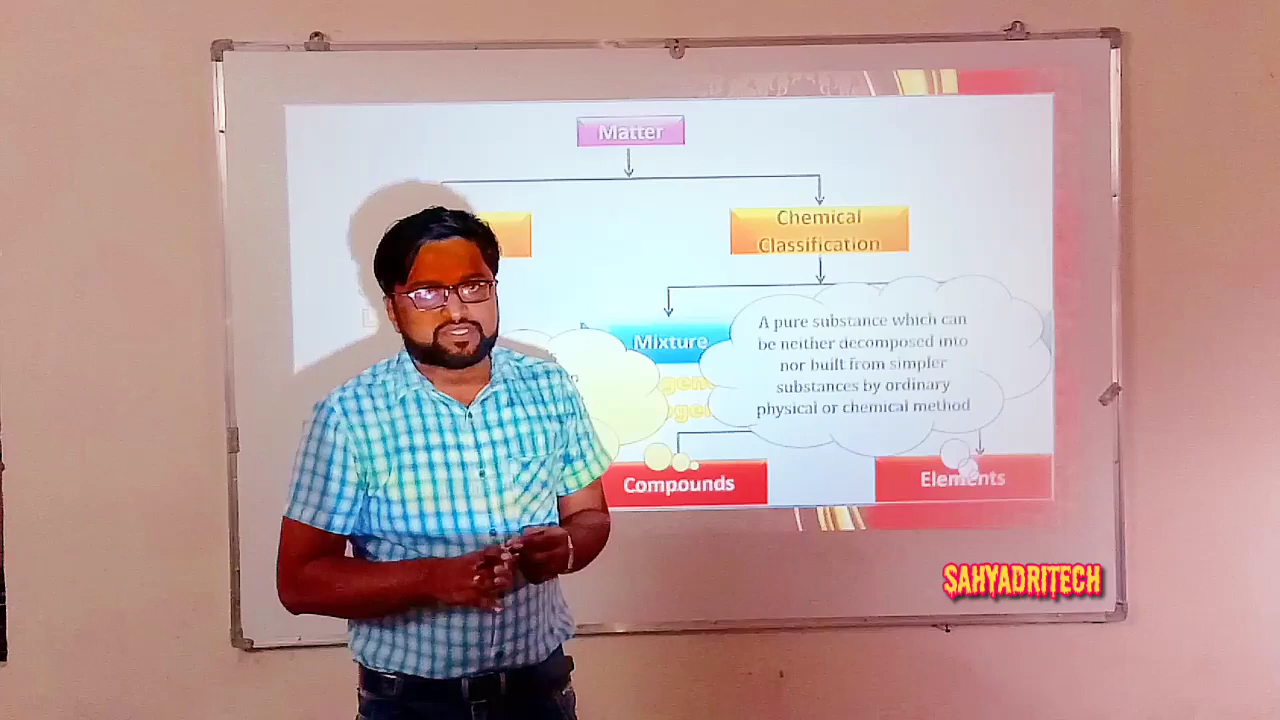 Matter
Chemical
Classification
Mixture
A pure substance which can
be neither decomposed into
nor built from simpler
substances by ordinary
physical or chemical method
Compounds
Elements
SAHYADRITECH